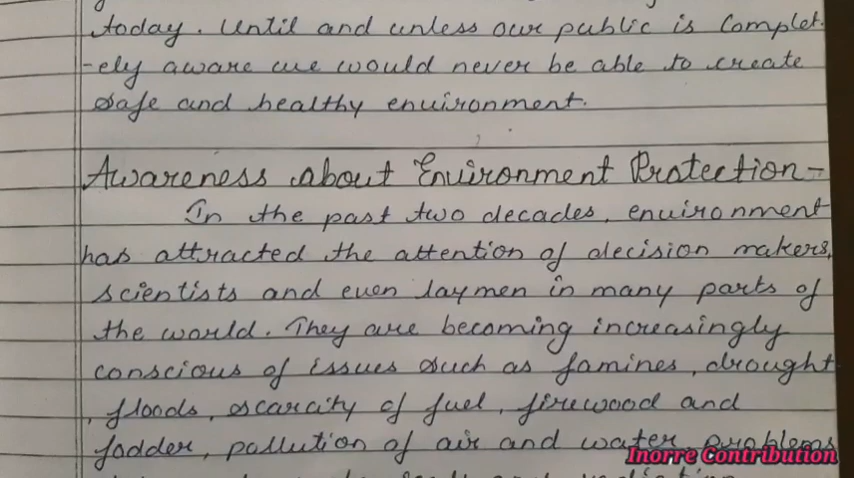 today. Until and unless our public is complet-
-ely aware we would never be able to create
safe and healthy environment.
Awareness about Environment Protection-
In the past two decades, environment
has attracted the attention of decision makers,
scientists and even laymen in many parts of
the world. They are becoming increasingly
conscious of issues such as famines, drought
, floods, scarcity of fuel, firewood and
fodder, pollution of air and water, problems
Inorre Contribution